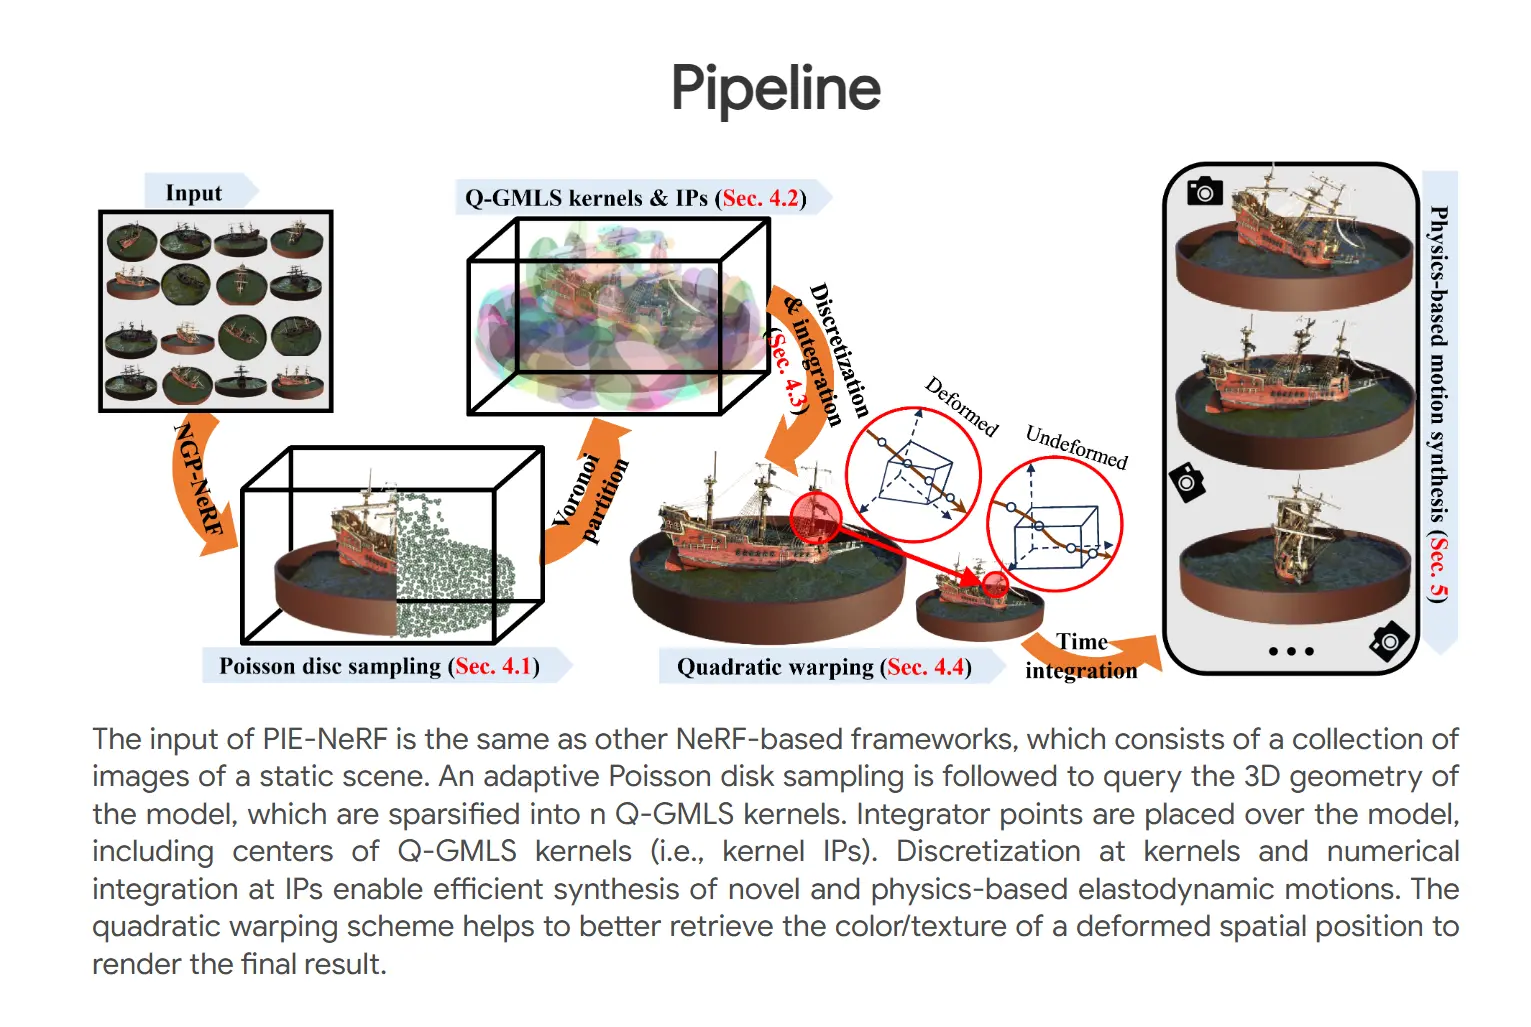 Pipeline
Input
NGP-NeRF
Poisson disc sampling (Sec. 4.1)
Voronoi
partition
Q-GMLS kernels & IPs (Sec. 4.2)
Discretization
& integration
(Sec. 4.3)
Deformed
Undeformed
Quadratic warping (Sec. 4.4)
Time
integration
Physics-based motion synthesis (Sec. 5)
The input of PIE-NeRF is the same as other NeRF-based frameworks, which consists of a collection of
images of a static scene. An adaptive Poisson disk sampling is followed to query the 3D geometry of
the model, which are sparsified into n Q-GMLS kernels. Integrator points are placed over the model,
including centers of Q-GMLS kernels (i.e., kernel IPs). Discretization at kernels and numerical
integration at IPs enable efficient synthesis of novel and physics-based elastodynamic motions. The
quadratic warping scheme helps to better retrieve the color/texture of a deformed spatial position to
render the final result.